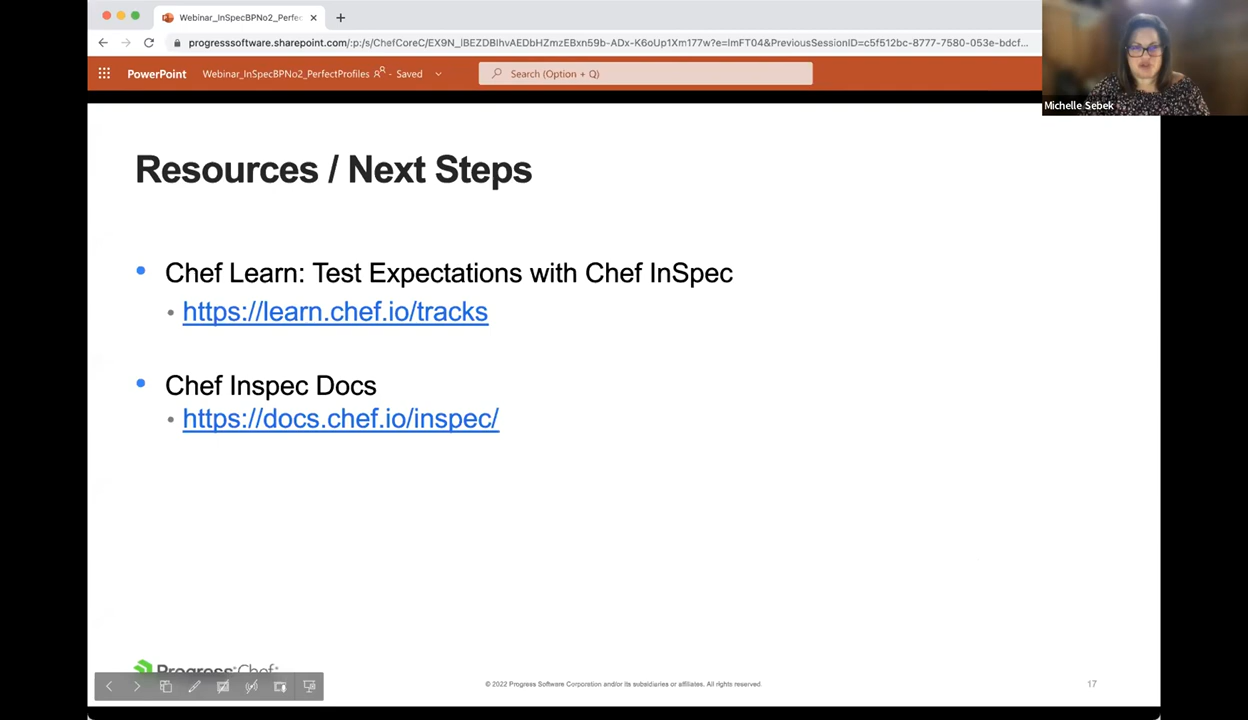 Webinar_InSpecBPNo2_Perfec
progresssoftware.sharepoint.com/:p:/s/ChefCoreC/EX9N_lBEZDBIhvAEDbHZmzEBxn59b-ADx-K6oUp1Xm177w?e=lmFT04&PreviousSessionID=c5f512bc-8777-7580-053e-bdcf...
PowerPoint
Webinar_InSpecBPNo2_PerfectProfiles - Saved
Search (Option + Q)
Michelle Sebek
Resources / Next Steps
• Chef Learn: Test Expectations with Chef InSpec
• https://learn.chef.io/tracks
• Chef Inspec Docs
• https://docs.chef.io/inspec/
Progress® Chef™
© 2022 Progress Software Corporation and/or its subsidiaries or affiliates. All rights reserved.
17